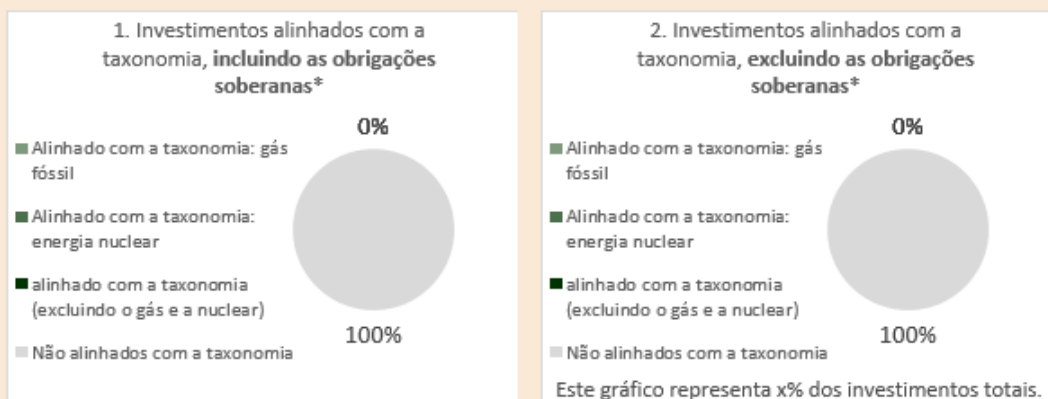 1. Investimentos alinhados com a
taxonomia, incluindo as obrigações
soberanas*
0%
Alinhado com a taxonomia: gás
fóssil
Alinhado com a taxonomia:
energia nuclear
alinhado com a taxonomia
(excluindo o gás e a nuclear)
Não alinhados com a taxonomia
100%
2. Investimentos alinhados com a
taxonomia, excluindo as obrigações
soberanas*
0%
Alinhado com a taxonomia: gás
fóssil
Alinhado com a taxonomia:
energia nuclear
alinhado com a taxonomia
(excluindo o gás e a nuclear)
Não alinhados com a taxonomia
100%
Este gráfico representa x% dos investimentos totais.